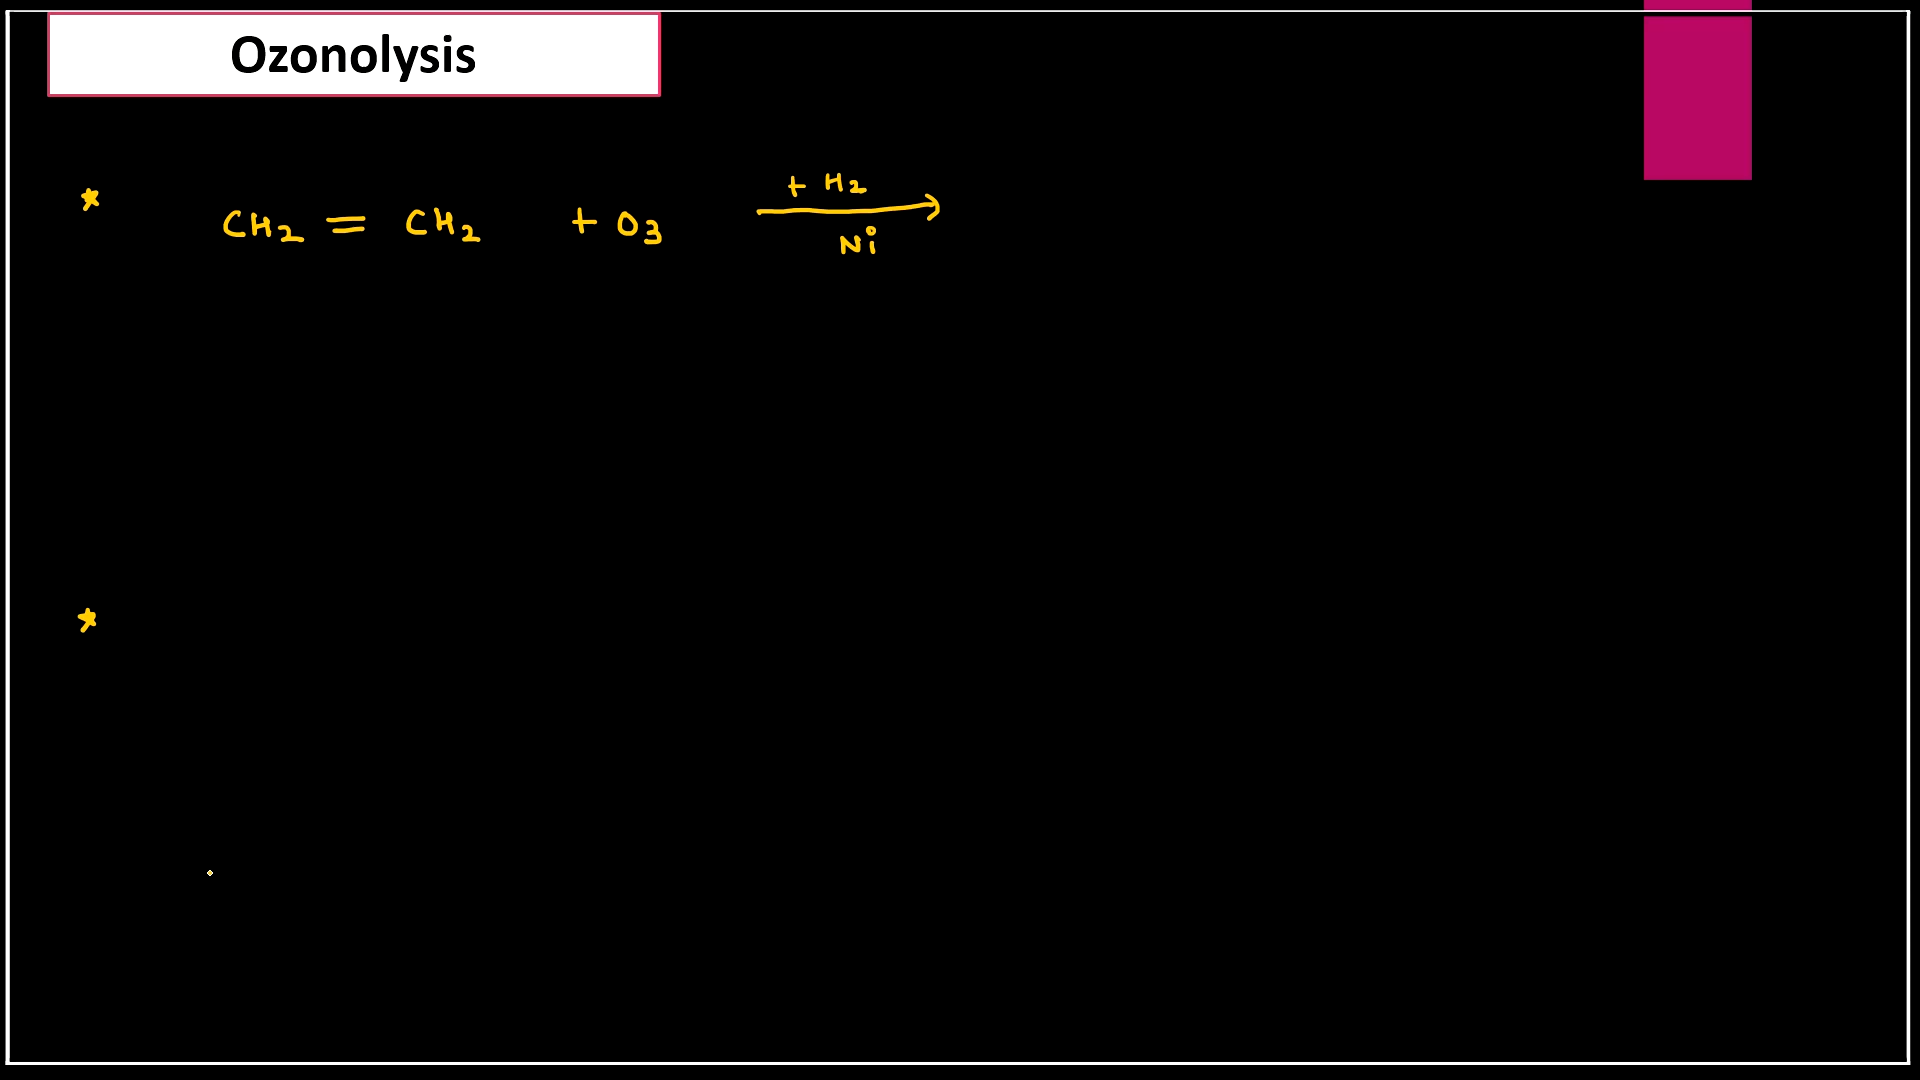 Ozonolysis
* CH2 = CH2 + O3 + H2 →
Ni
*